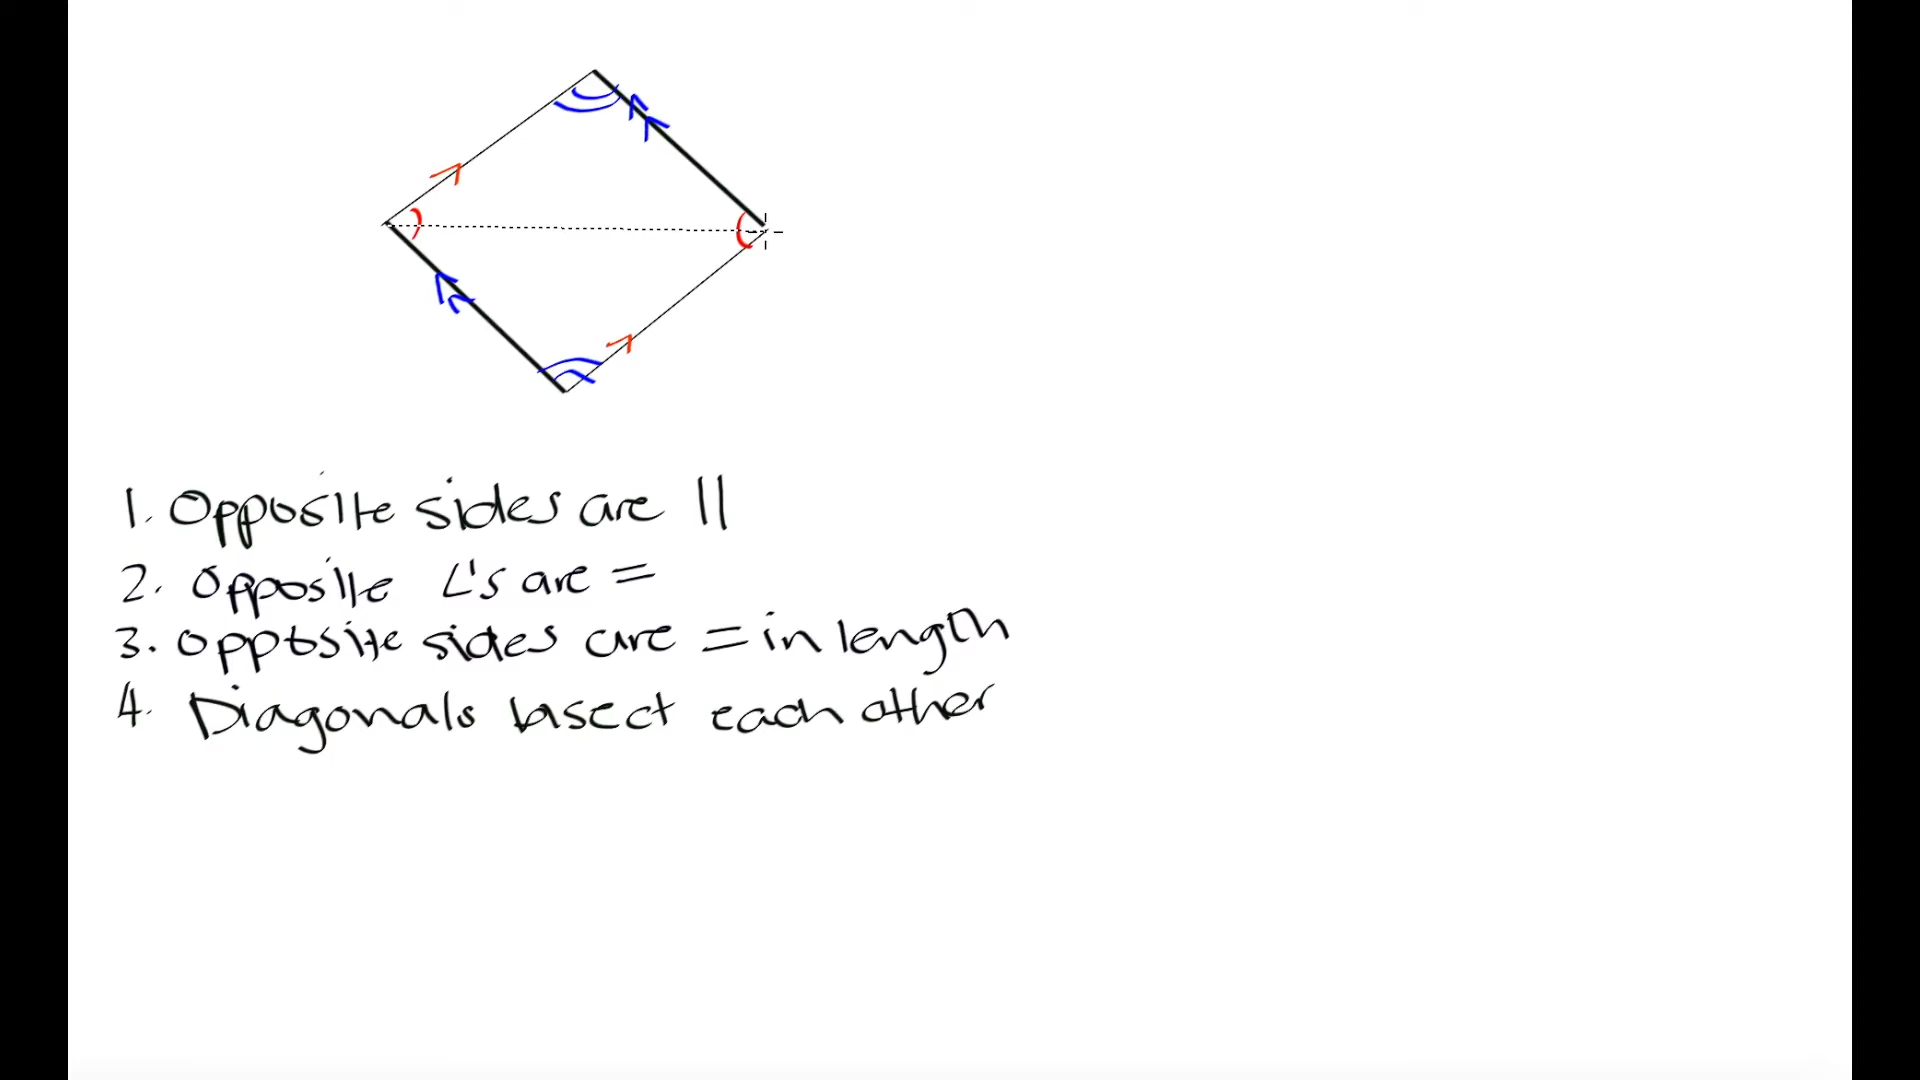 1. Opposite sides are ||
2. Opposite ∠'s are =
3. opposite sides are = in length
4. Diagonals bisect each other